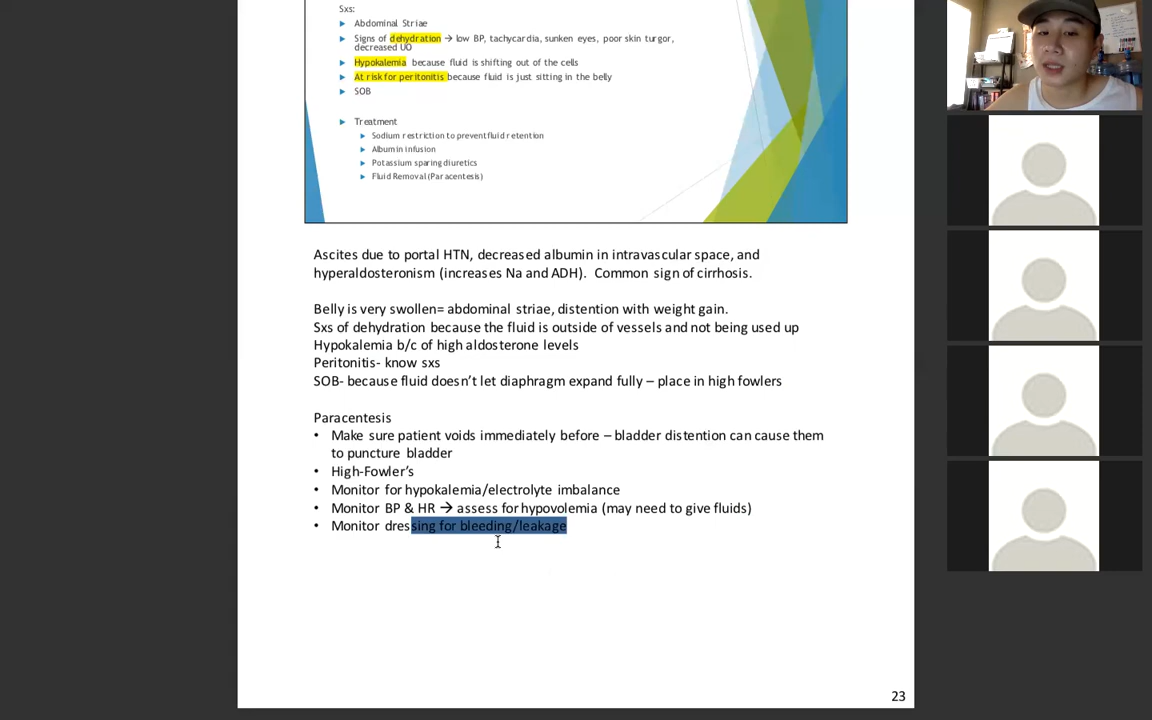 Sxs:
Abdominal Striae
Signs of dehydration → low BP, tachycardia, sunken eyes, poor skin turgor,
decreased UO
Hypokalemia because fluid is shifting out of the cells
At risk for peritonitis because fluid is just sitting in the belly
SOB
Treatment
Sodium restriction to prevent fluid retention
Albumin infusion
Potassium sparing diuretics
Fluid Removal (Paracentesis)
Ascites due to portal HTN, decreased albumin in intravascular space, and
hyperaldosteronism (increases Na and ADH). Common sign of cirrhosis.
Belly is very swollen= abdominal striae, distention with weight gain.
Sxs of dehydration because the fluid is outside of vessels and not being used up
Hypokalemia b/c of high aldosterone levels
Peritonitis- know sxs
SOB- because fluid doesn't let diaphragm expand fully – place in high fowlers
Paracentesis
• Make sure patient voids immediately before – bladder distention can cause them
to puncture bladder
• High-Fowler's
• Monitor for hypokalemia/electrolyte imbalance
• Monitor BP & HR → assess for hypovolemia (may need to give fluids)
• Monitor dressing for bleeding/leakage
23